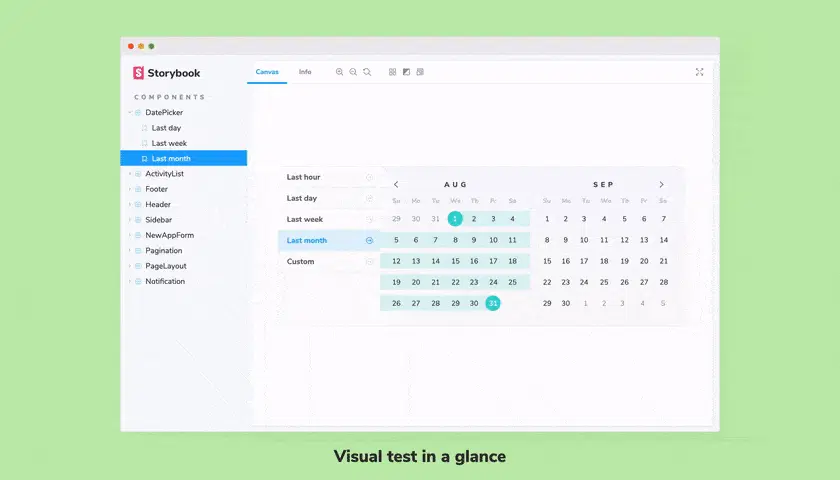 Storybook
Canvas
Info
COMPONENTS
DatePicker
Last day
Last week
Last month
ActivityList
Footer
Header
Sidebar
NewAppForm
Pagination
PageLayout
Notification
Last hour
Last day
Last week
Last month
Custom
AUG
Su Mo Tu We Th Fr Sa
29 30 31 1 2 3 4
5 6 7 8 9 10 11
12 13 14 15 16 17 18
19 20 21 22 23 24 25
26 27 28 29 30 31
SEP
Su Mo Tu We Th Fr Sa
1 2 3 4 5 6 7
8 9 10 11 12 13 14
15 16 17 18 19 20 21
22 23 24 25 26 27 28
29 30 1 2 3 4 5
Visual test in a glance